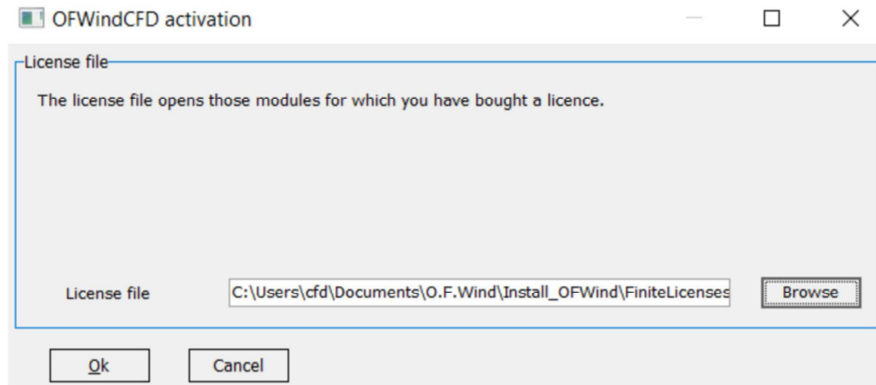 OFWindCFD activation
License file
The license file opens those modules for which you have bought a licence.
License file C:\Users\cfd\Documents\O.F.Wind\Install_OFWind\FiniteLicenses Browse
Ok Cancel